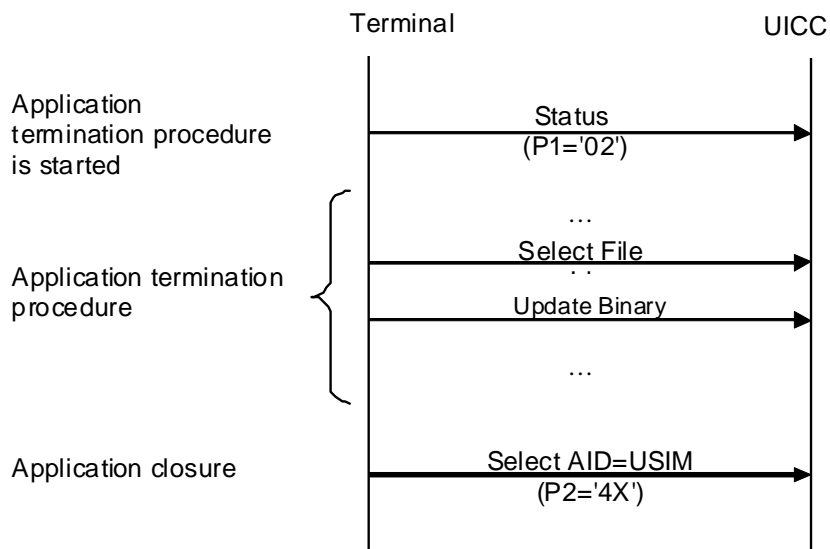 Terminal
UICC
Application
termination procedure
is started
Status
(P1='02')
...
Select File
. .
Application termination
procedure
Update Binary
...
Application closure
Select AID=USIM
(P2='4X')